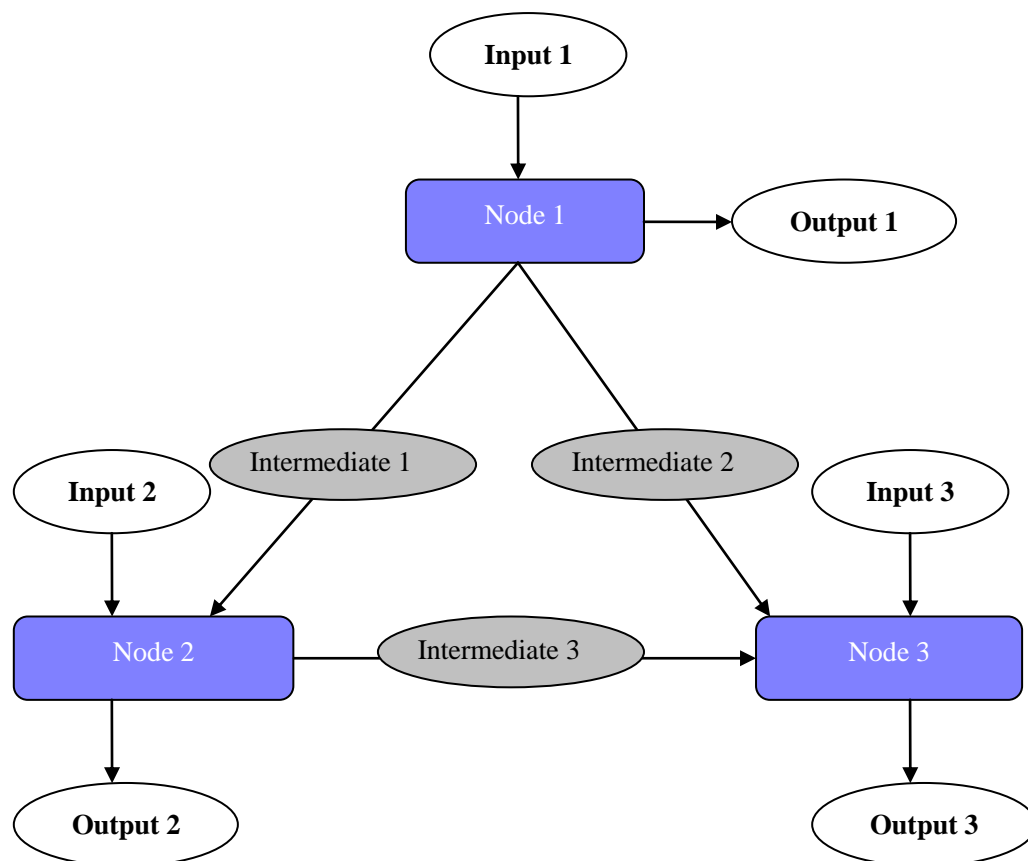 Input 1
Node 1
Output 1
Intermediate 1
Intermediate 2
Input 2
Input 3
Node 2
Intermediate 3
Node 3
Output 2
Output 3